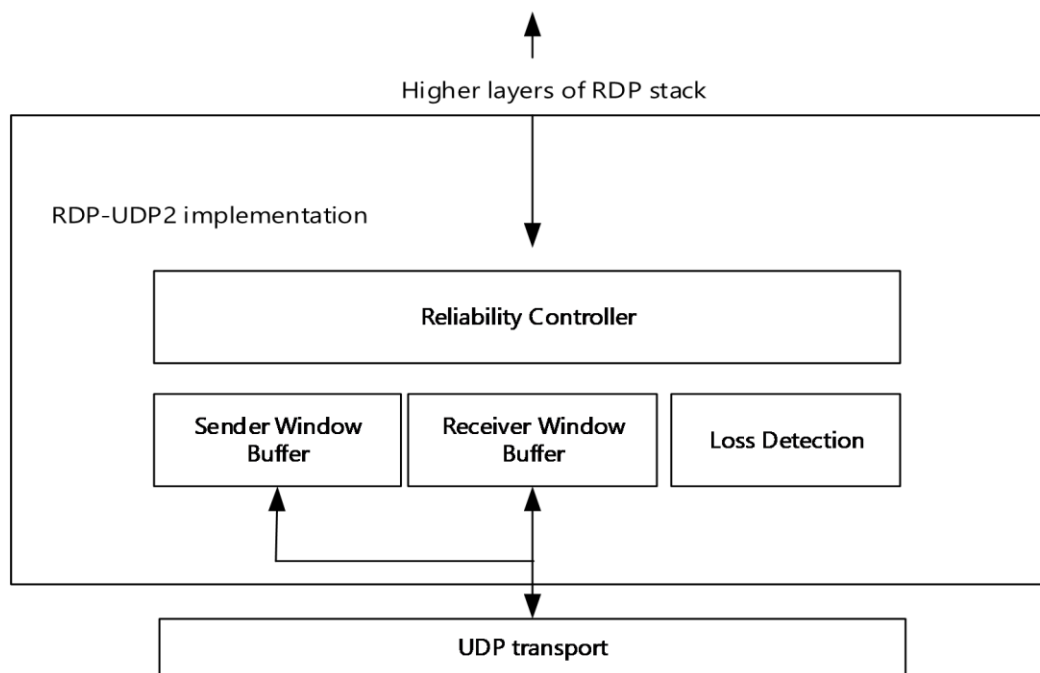 Higher layers of RDP stack
RDP-UDP2 implementation
Reliability Controller
Sender Window
Buffer
Receiver Window
Buffer
Loss Detection
UDP transport